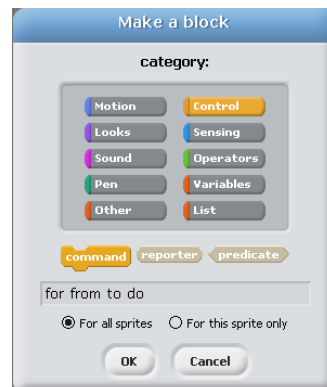 Make a block
category:
Motion Control
Looks Sensing
Sound Operators
Pen Variables
Other List
command reporter predicate
for from to do
For all sprites For this sprite only
OK Cancel